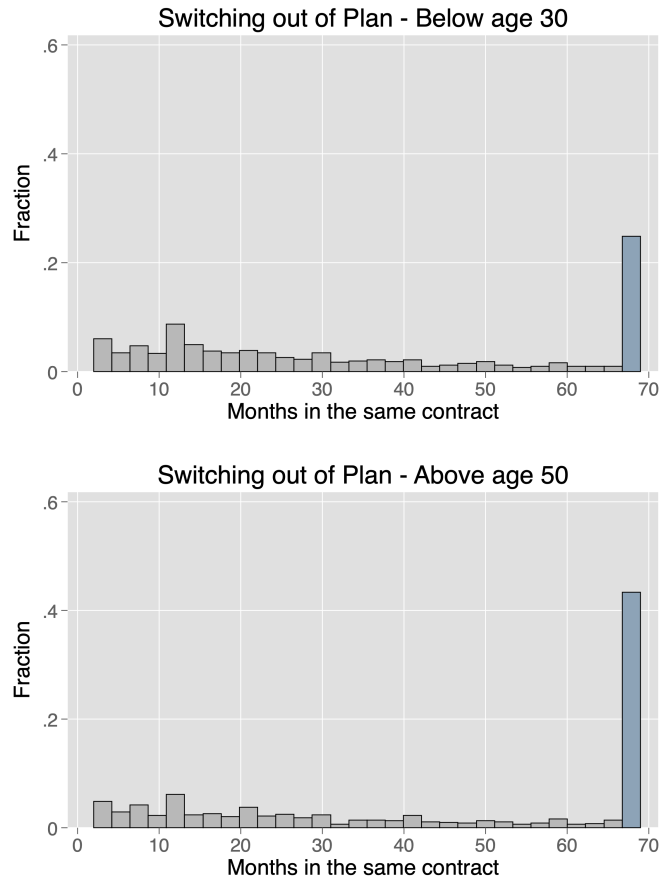 Switching out of Plan - Below age 30
.6
.4
.2
0
Fraction
0 10 20 30 40 50 60 70
Months in the same contract
Switching out of Plan - Above age 50
.6
.4
.2
0
Fraction
0 10 20 30 40 50 60 70
Months in the same contract